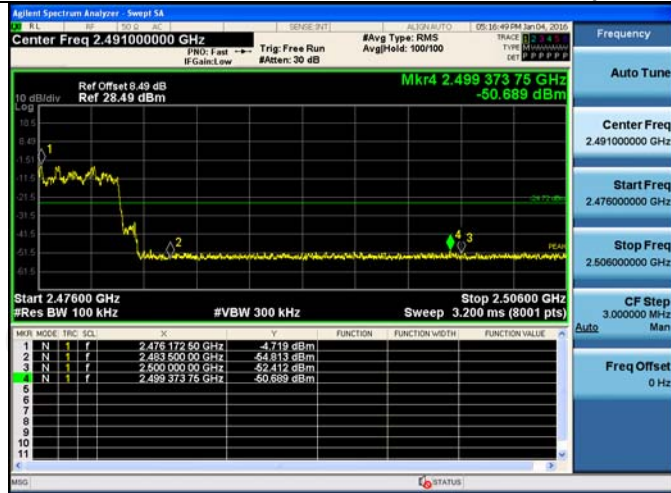 Agilent Spectrum Analyzer - Swept SA
RL RF 50 Ω AC SENSE:INT ALIGNAUTO 05:16:49 PM Jan 04, 2016
Center Freq 2.491000000 GHz
PNO: Fast
IFGain:Low
Trig: Free Run
#Atten: 30 dB
#Avg Type: RMS
Avg|Hold: 100/100
TRACE 1 2 3 4 5 6
TYPE M
DET P P P P P P
Ref Offset 8.49 dB
10 dB/div Ref 28.49 dBm
Log
Mkr4 2.499 373 75 GHz
-50.689 dBm
18.5
8.49
-1.51
-11.5
-21.5
-31.5
-41.5
-51.5
-61.5
1
2
4
3
-24.72 dBm
PEAK
Start 2.47600 GHz
Stop 2.50600 GHz
#Res BW 100 kHz #VBW 300 kHz Sweep 3.200 ms (8001 pts)
MKR MODE TRC SCL X Y FUNCTION FUNCTION WIDTH FUNCTION VALUE
1 N 1 f 2.476 172 50 GHz -4.719 dBm
2 N 1 f 2.483 500 00 GHz -54.813 dBm
3 N 1 f 2.500 000 00 GHz -52.412 dBm
4 N 1 f 2.499 373 75 GHz -50.689 dBm
5
6
7
8
9
10
11
MSG STATUS
Frequency
Auto Tune
Center Freq
2.491000000 GHz
Start Freq
2.476000000 GHz
Stop Freq
2.506000000 GHz
CF Step
3.000000 MHz
Auto Man
Freq Offset
0 Hz